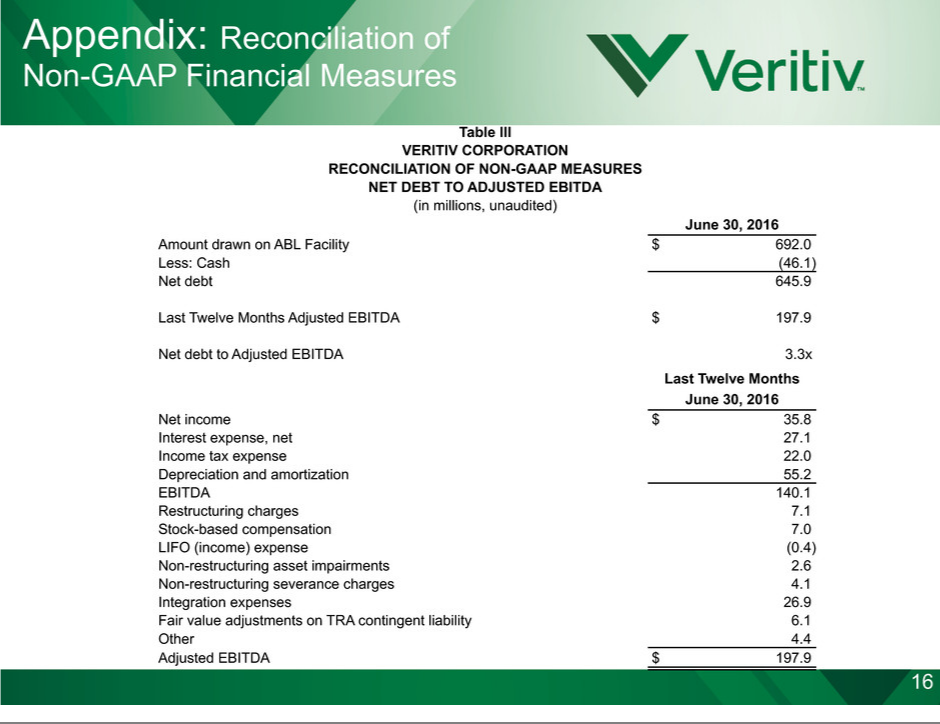 Appendix: Reconciliation of
Non-GAAP Financial Measures
Veritiv™
Table III
VERITIV CORPORATION
RECONCILIATION OF NON-GAAP MEASURES
NET DEBT TO ADJUSTED EBITDA
(in millions, unaudited)
June 30, 2016
Amount drawn on ABL Facility $ 692.0
Less: Cash (46.1)
Net debt 645.9
Last Twelve Months Adjusted EBITDA $ 197.9
Net debt to Adjusted EBITDA 3.3x
Last Twelve Months
June 30, 2016
Net income $ 35.8
Interest expense, net 27.1
Income tax expense 22.0
Depreciation and amortization 55.2
EBITDA 140.1
Restructuring charges 7.1
Stock-based compensation 7.0
LIFO (income) expense (0.4)
Non-restructuring asset impairments 2.6
Non-restructuring severance charges 4.1
Integration expenses 26.9
Fair value adjustments on TRA contingent liability 6.1
Other 4.4
Adjusted EBITDA $ 197.9
16